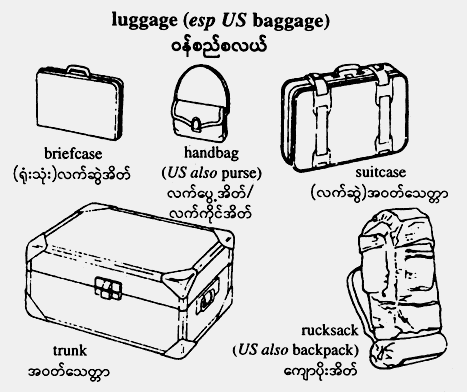 luggage (esp US baggage)
ဝန်စည်စလယ်
briefcase
(ရုံးသုံး)လက်ဆွဲအိတ်
handbag
(US also purse)
လက်ပွေ့အိတ်/
လက်ကိုင်အိတ်
suitcase
(လက်ဆွဲ)အဝတ်သေတ္တာ
trunk
အဝတ်သေတ္တာ
rucksack
(US also backpack)
ကျောပိုးအိတ်